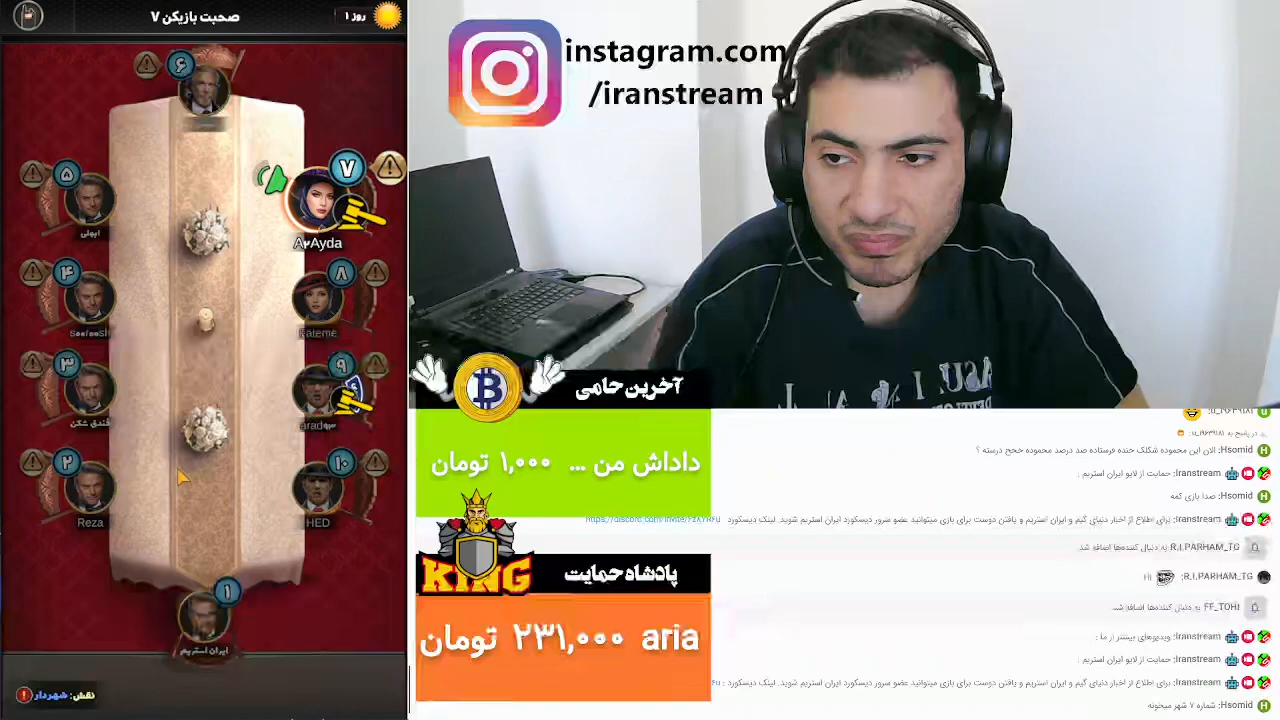 صحبت بازیکن ۷
روز ۱
۶
۵
ایولی
۷
A۲Ayda
۴
۸
Fateme
۳
فندق شکن
۹
arad۹۳
۲
Reza
۱۰
HED
۱
ایران استریم
نقش: شهردار
instagram.com
/iranstream
آخرین حامی
داداش من ... ۱,۰۰۰ تومان
KING
پادشاه حمایت
aria ۲۳۱,۰۰۰ تومان
Hsomid: الان این محموده شکلک خنده فرستاده صد درصد محموده خخخ درسته ؟
Iranstream: حمایت از لایو ایران استریم :
Hsomid: صدا بازی کمه
Iranstream: برای اطلاع از اخبار دنیای گیم و ایران استریم و یافتن دوست برای بازی میتوانید عضو سرور دیسکورد ایران استریم شوید. لینک دیسکورد
R.I.PARHAM_TG به دنبال کننده‌ها اضافه شد.
R.I.PARHAM_TG:
FF_TOHI به دنبال کننده‌ها اضافه شد.
Iranstream: ویدیوهای بیشتر از ما :
Iranstream: حمایت از لایو ایران استریم :
Iranstream: برای اطلاع از اخبار دنیای گیم و ایران استریم و یافتن دوست برای بازی میتوانید عضو سرور دیسکورد ایران استریم شوید. لینک دیسکورد :
Hsomid: شماره ۷ شهر میخونه